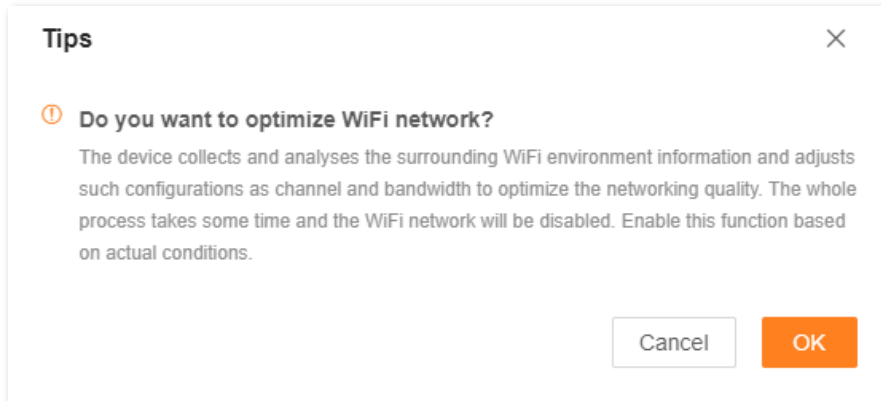 Tips
Do you want to optimize WiFi network?
The device collects and analyses the surrounding WiFi environment information and adjusts
such configurations as channel and bandwidth to optimize the networking quality. The whole
process takes some time and the WiFi network will be disabled. Enable this function based
on actual conditions.
Cancel
OK